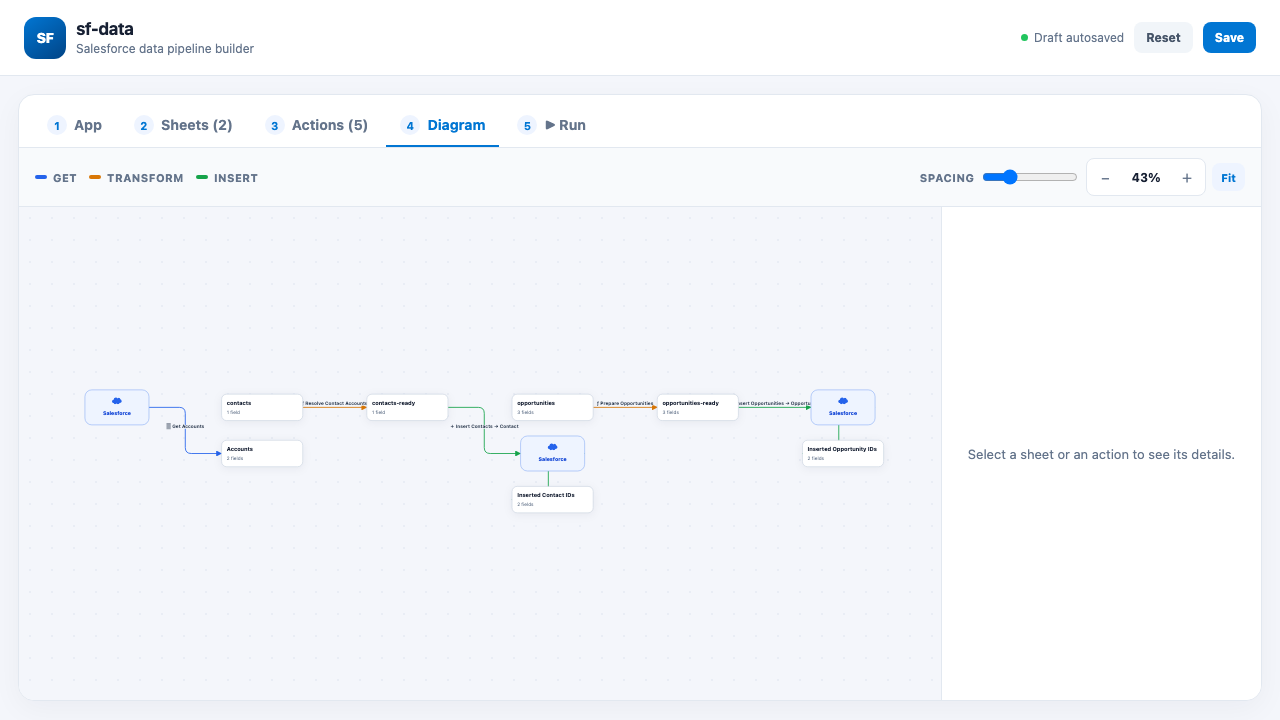 SF
sf-data
Salesforce data pipeline builder
Draft autosaved
Reset
Save
1 App
2 Sheets (2)
3 Actions (5)
4 Diagram
5 ▶ Run
GET
TRANSFORM
INSERT
SPACING
− 43% +
Fit
Salesforce
Get Accounts
contacts
1 field
Accounts
2 fields
ƒ Resolve Contact Accounts
contacts-ready
1 field
+ Insert Contacts → Contact
opportunities
3 fields
Salesforce
Inserted Contact IDs
2 fields
ƒ Prepare Opportunities
opportunities-ready
3 fields
nsert Opportunities → Opportu
Salesforce
Inserted Opportunity IDs
2 fields
Select a sheet or an action to see its details.